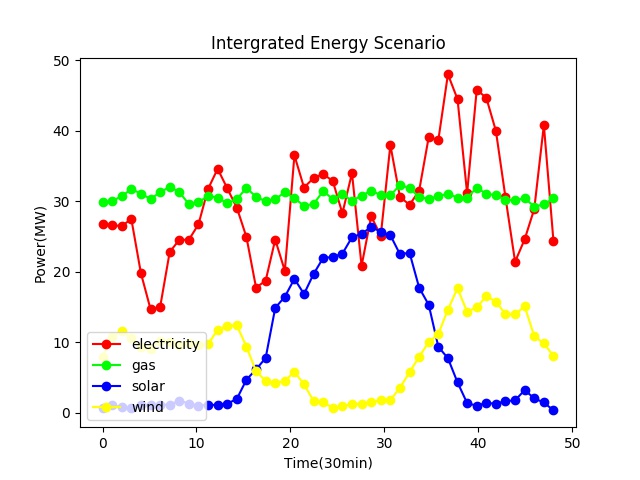 Intergrated Energy Scenario
Power(MW)
50
40
30
20
10
0
electricity
gas
solar
wind
0 10 20 30 40 50
Time(30min)